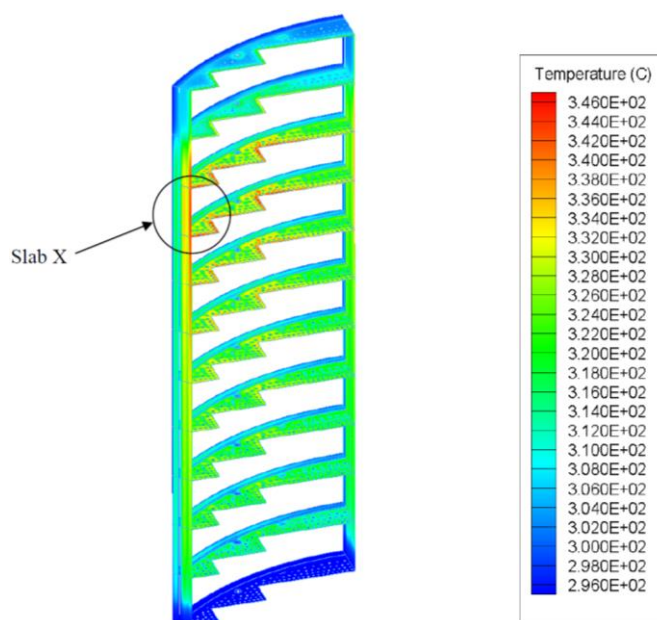 Temperature (C)
3.460E+02
3.440E+02
3.420E+02
3.400E+02
3.380E+02
3.360E+02
3.340E+02
3.320E+02
3.300E+02
3.280E+02
3.260E+02
3.240E+02
3.220E+02
3.200E+02
3.180E+02
3.160E+02
3.140E+02
3.120E+02
3.100E+02
3.080E+02
3.060E+02
3.040E+02
3.020E+02
3.000E+02
2.980E+02
2.960E+02
Slab X